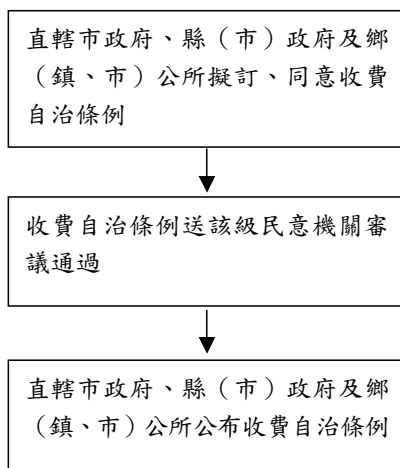 直轄市政府、縣（市）政府及鄉
（鎮、市）公所擬訂、同意收費
自治條例
收費自治條例送該級民意機關審
議通過
直轄市政府、縣（市）政府及鄉
（鎮、市）公所公布收費自治條例